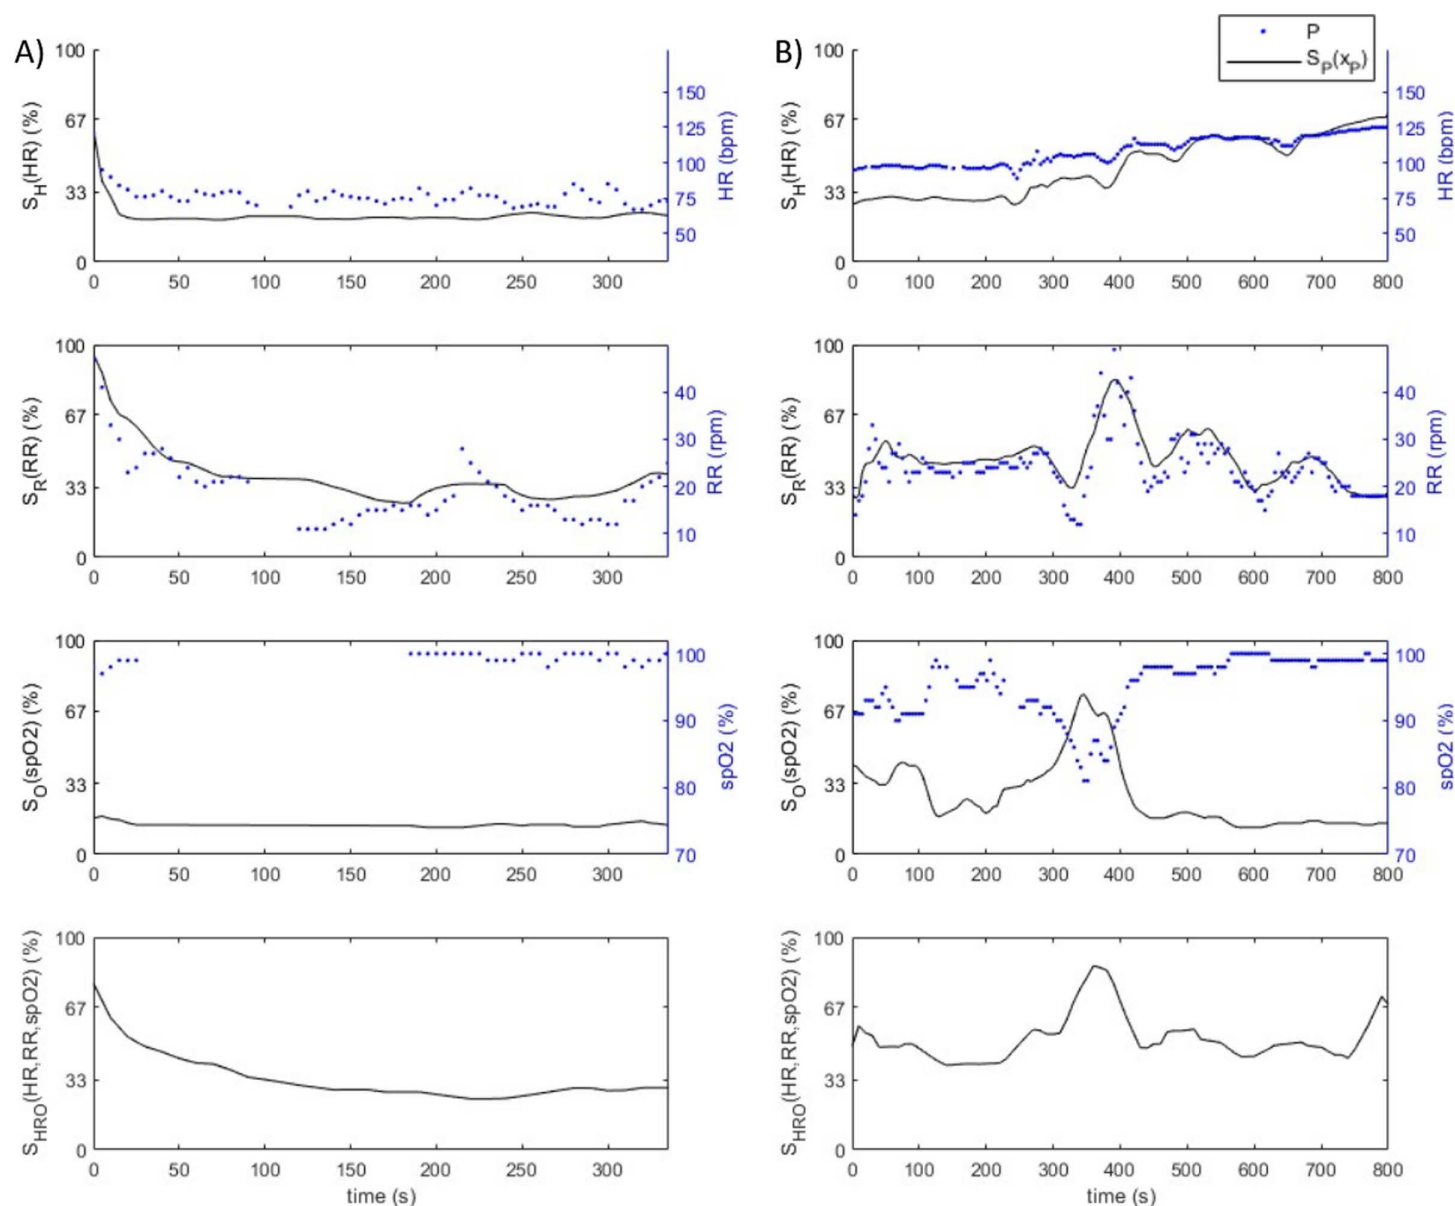 A)
100
67
33
0
S_H(HR) (%)
150
125
100
75
50
HR (bpm)
0 50 100 150 200 250 300
B)
P
S_P(x_P)
100
67
33
0
S_H(HR) (%)
150
125
100
75
50
HR (bpm)
0 100 200 300 400 500 600 700 800
100
67
33
0
S_R(RR) (%)
40
30
20
10
RR (rpm)
0 50 100 150 200 250 300
100
67
33
0
S_R(RR) (%)
40
30
20
10
RR (rpm)
0 100 200 300 400 500 600 700 800
100
67
33
0
S_O(spO2) (%)
100
90
80
70
spO2 (%)
0 50 100 150 200 250 300
100
67
33
0
S_O(spO2) (%)
100
90
80
70
spO2 (%)
0 100 200 300 400 500 600 700 800
100
67
33
0
S_HRO(HR,RR,spO2) (%)
0 50 100 150 200 250 300
time (s)
100
67
33
0
S_HRO(HR,RR,spO2) (%)
0 100 200 300 400 500 600 700 800
time (s)